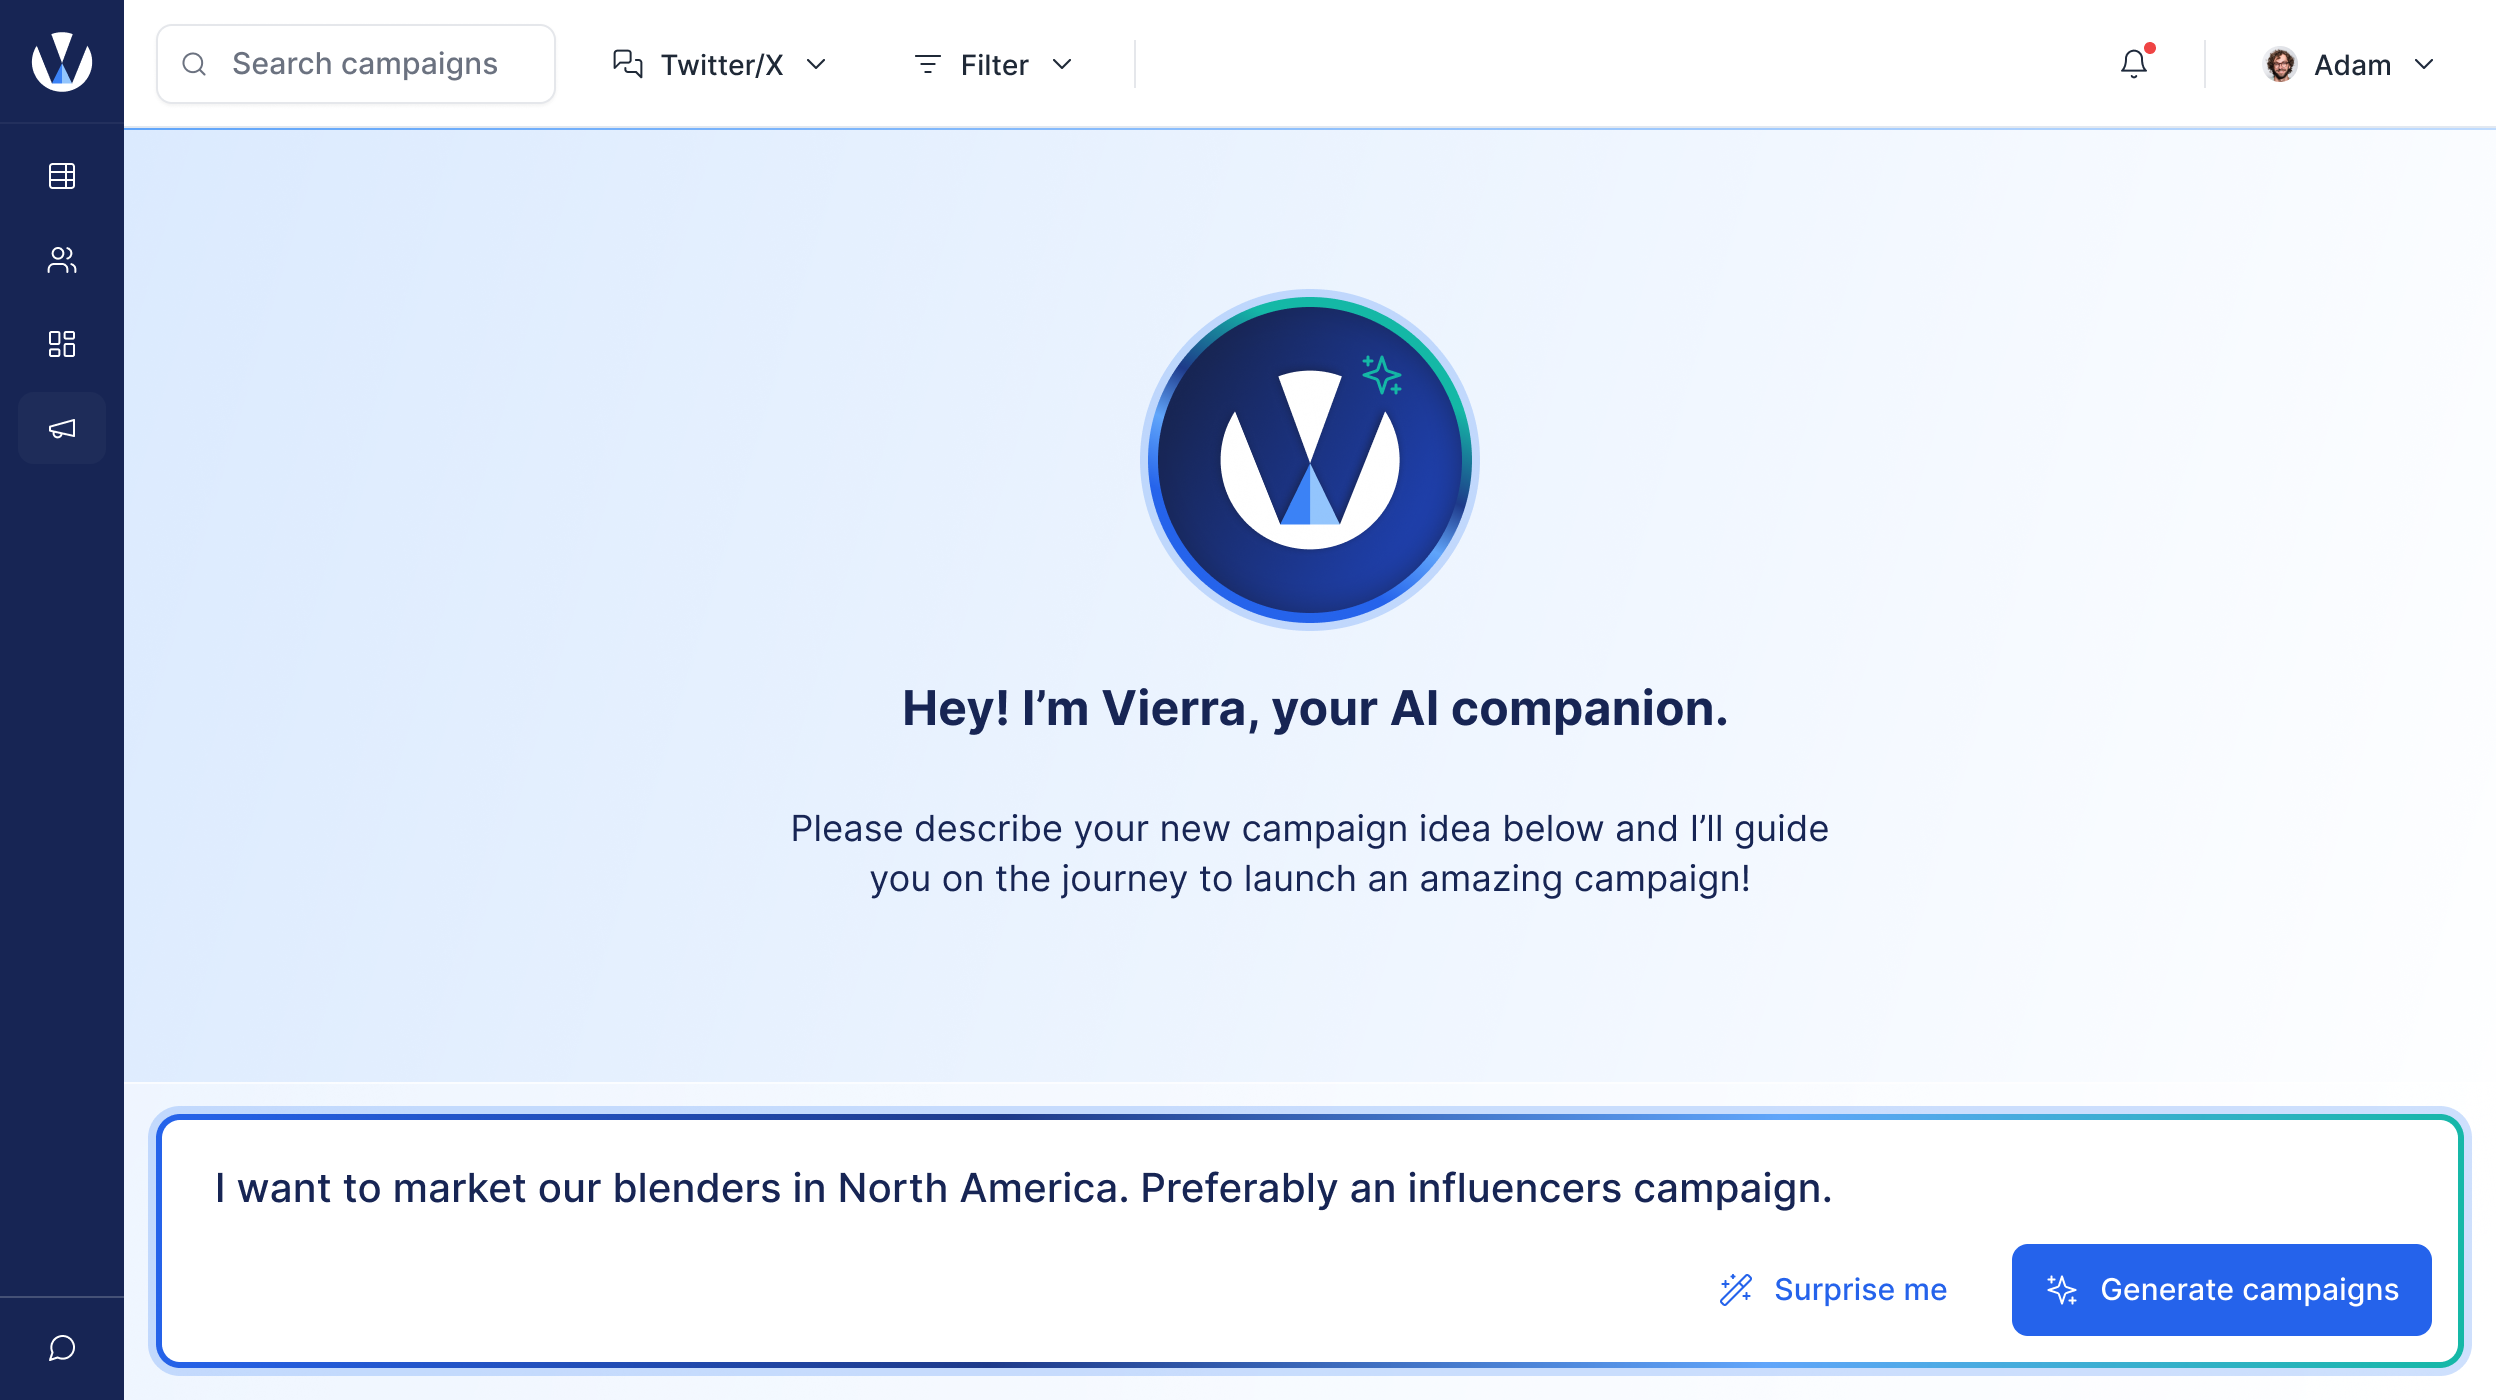 Search campaigns
Twitter/X
Filter
Adam
Hey! I’m Vierra, your AI companion.
Please describe your new campaign idea below and I’ll guide
you on the journey to launch an amazing campaign!
I want to market our blenders in North America. Preferably an influencers campaign.
Surprise me
Generate campaigns